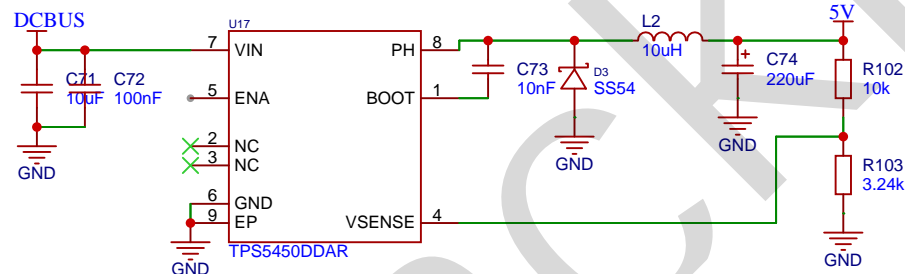 DCBUS
U17
5V
7
VIN
PH
8
L2
10uH
C71
10uF
C72
100nF
5
ENA
BOOT
1
C73
10nF
D3
SS54
C74
220uF
R102
10k
2
NC
3
NC
GND
GND
GND
6
GND
9
EP
VSENSE
4
R103
3.24k
GND
TPS5450DDAR
GND